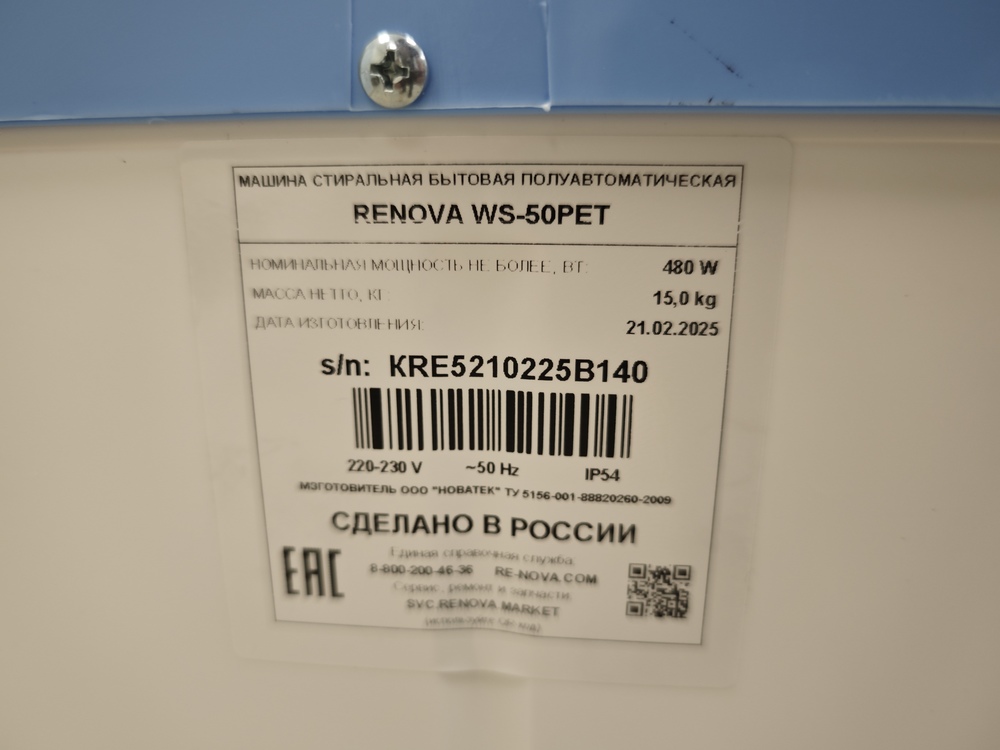 МАШИНА СТИРАЛЬНАЯ БЫТОВАЯ ПОЛУАВТОМАТИЧЕСКАЯ
RENOVA WS-50PET
НОМИНАЛЬНАЯ МОЩНОСТЬ НЕ БОЛЕЕ, ВТ: 480 W
МАССА НЕТТО, КГ: 15,0 kg
ДАТА ИЗГОТОВЛЕНИЯ: 21.02.2025
s/n: KRE5210225B140
220-230 V ~50 Hz IP54
ИЗГОТОВИТЕЛЬ ООО "НОВАТЕК" ТУ 5156-001-88820260-2009
СДЕЛАНО В РОССИИ
EAC
Единая справочная служба:
8-800-200-46-36 RE-NOVA.COM
Сервис, ремонт и запчасти:
SVC.RENOVA.MARKET